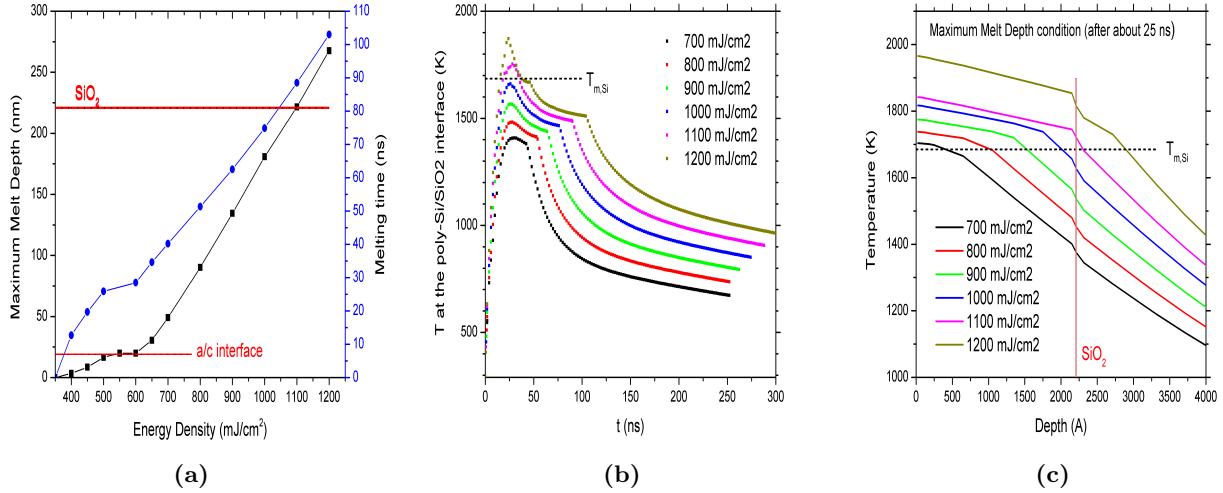 300
275
250
225
200
175
150
125
100
75
50
25
0
Maximum Melt Depth (nm)
SiO2
a/c interface
110
100
90
80
70
60
50
40
30
20
10
0
Melting time (ns)
400 500 600 700 800 900 1000 1100 1200
Energy Density (mJ/cm²)
(a)
2000
1500
1000
500
T at the poly-Si/SiO2 interface (K)
700 mJ/cm2
800 mJ/cm2
900 mJ/cm2
1000 mJ/cm2
1100 mJ/cm2
1200 mJ/cm2
Tm,Si
0 50 100 150 200 250 300
t (ns)
(b)
Maximum Melt Depth condition (after about 25 ns)
2000
1800
1600
1400
1200
1000
Temperature (K)
Tm,Si
700 mJ/cm2
800 mJ/cm2
900 mJ/cm2
1000 mJ/cm2
1100 mJ/cm2
1200 mJ/cm2
SiO2
0 500 1000 1500 2000 2500 3000 3500 4000
Depth (A)
(c)